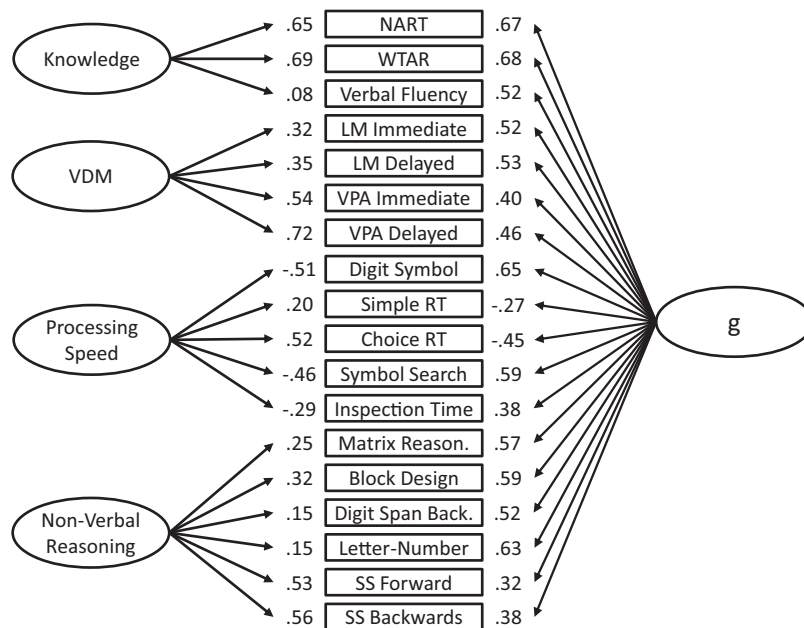 .65 NART .67
Knowledge .69 WTAR .68
.08 Verbal Fluency .52
.32 LM Immediate .52
VDM .35 LM Delayed .53
.54 VPA Immediate .40
.72 VPA Delayed .46
-.51 Digit Symbol .65
.20 Simple RT -.27
g
Processing
Speed
.52 Choice RT -.45
-.46 Symbol Search .59
-.29 Inspection Time .38
.25 Matrix Reason. .57
.32 Block Design .59
Non-Verbal
Reasoning
.15 Digit Span Back. .52
.15 Letter-Number .63
.53 SS Forward .32
.56 SS Backwards .38